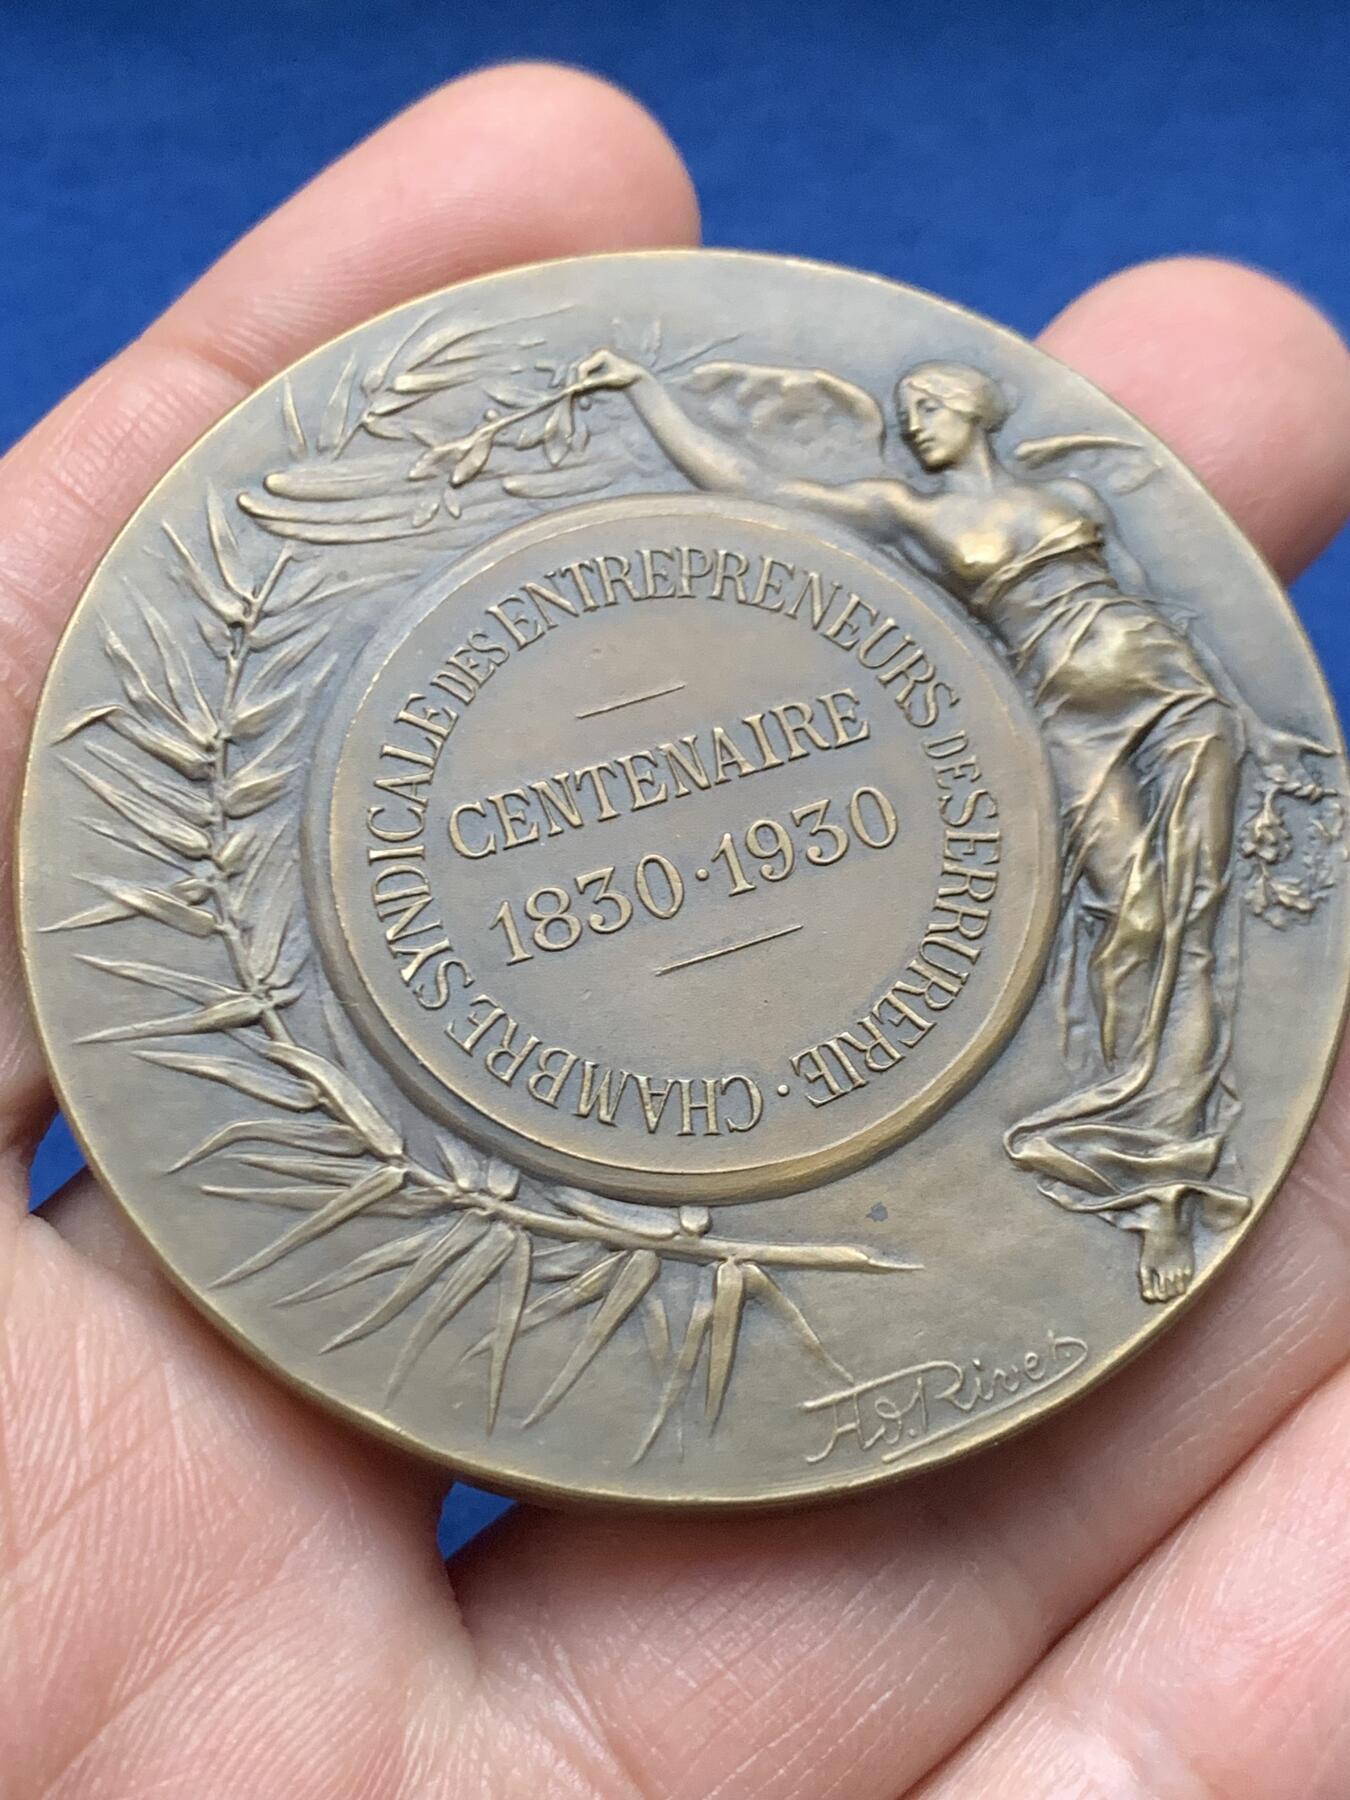 CHAMBRE SYNDICALE DES ENTREPRENEURS DE SERRURERIE ·
CENTENAIRE
1830 · 1930
Ad. Rivet